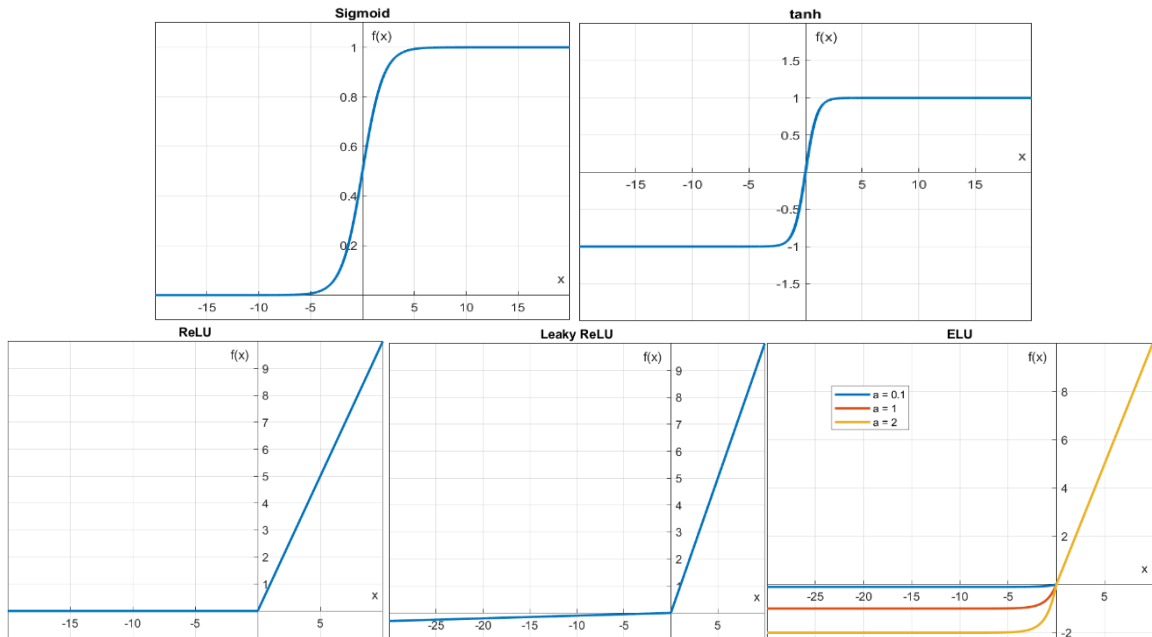 Sigmoid
f(x)
1
0.8
0.6
0.4
0.2
x
-15 -10 -5 5 10 15
tanh
f(x)
1.5
1
0.5
x
-15 -10 -5 5 10 15
-0.5
-1
-1.5
ReLU
f(x)
9
8
7
6
5
4
3
2
1
x
-15 -10 -5 5
Leaky ReLU
f(x)
9
8
7
6
5
4
3
2
1
x
-25 -20 -15 -10 -5 5
ELU
f(x)
a = 0.1
a = 1
a = 2
8
6
4
2
x
-25 -20 -15 -10 -5 5
-2